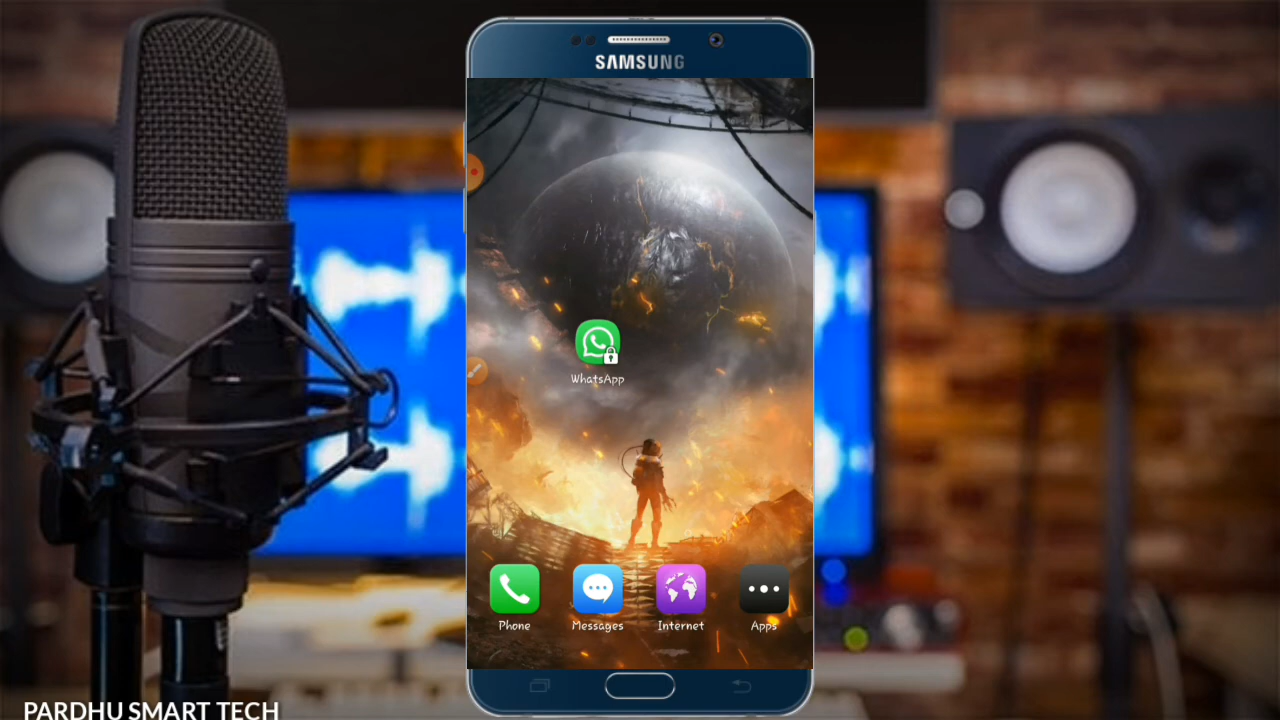 SAMSUNG
WhatsApp
Phone
Messages
Internet
Apps
PARDHU SMART TECH